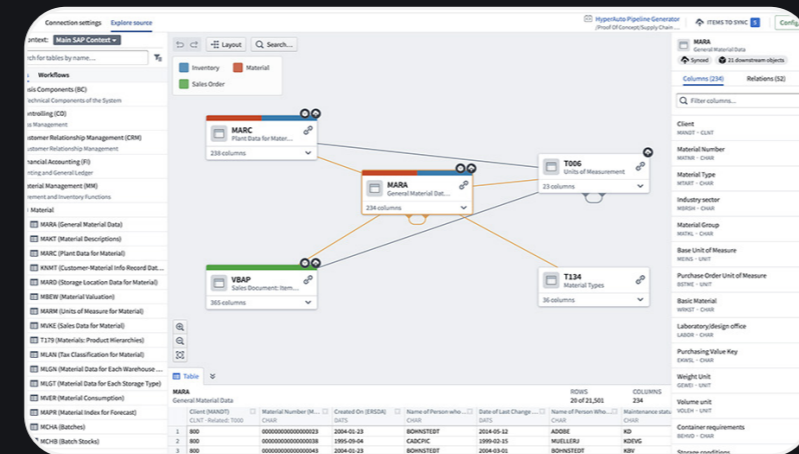 Connection settings
Explore source
HyperAuto Pipeline Generator
/Proof Of Concept/Supply Chain ...
ITEMS TO SYNC
5
Config
ontext: Main SAP Context
rch for tables by name....
Workflows
sis Components (BC)
echnical Components of the System
ntrolling (CO)
ss Management
stomer Relationship Management (CRM)
stomer Relationship Management
nancial Accounting (FI)
nting and General Ledger
aterial Management (MM)
rement and Inventory Functions
Material
MARA (General Material Data)
MAKT (Material Descriptions)
MARC (Plant Data for Material)
KNMT (Customer-Material Info Record Dat...
MARD (Storage Location Data for Material)
MBEW (Material Valuation)
MARM (Units of Measure for Material)
MVKE (Sales Data for Material)
T179 (Materials: Product Hierarchies)
MLAN (Tax Classification for Material)
MLGN (Material Data for Each Warehouse ...
MLGT (Material Data for Each Storage Type)
MVER (Material Consumption)
MAPR (Material Index for Forecast)
MCHA (Batches)
MCHB (Batch Stocks)
Layout
Search...
Inventory
Material
Sales Order
MARC
Plant Data for Mater...
238 columns
MARA
General Material Dat...
234 columns
T006
Units of Measurement
23 columns
VBAP
Sales Document: Item...
365 columns
T134
Material Types
36 columns
Table
MARA
General Material Data
ROWS
20 of 21,501
COLUMNS
234
Client (MANDT)
CLNT - Related: T000
Material Number (M...
CHAR
Created On (ERSDA)
DATS
Name of Person who ...
CHAR
Date of Last Change ...
DATS
Name of Person Who...
CHAR
Maintenance statu
CHAR
1 800 000000000000000023 2004-01-23 BOHNSTEDT 2014-05-12 ADOBE KD
2 800 000000000000000038 1995-09-04 CADCPIC 1999-02-15 MUELLERJ KDEVG
3 800 000000000000000043 2004-01-23 BOHNSTEDT
MARA
General Material Data
Synced
21 downstream objects
Columns (234)
Relations (52)
Filter columns...
Client
MANDT - CLNT
Material Number
MATNR - CHAR
Material Type
MTART - CHAR
Industry sector
MBRSH - CHAR
Material Group
MATKL - CHAR
Base Unit of Measure
MEINS - UNIT
Purchase Order Unit of Measure
BSTME - UNIT
Basic Material
WRKST - CHAR
Laboratory/design office
LABOR - CHAR
Purchasing Value Key
EKWSL - CHAR
Weight Unit
GEWEI - UNIT
Volume unit
VOLEH - UNIT
Container requirements
BEHVO - CHAR
Storage conditions